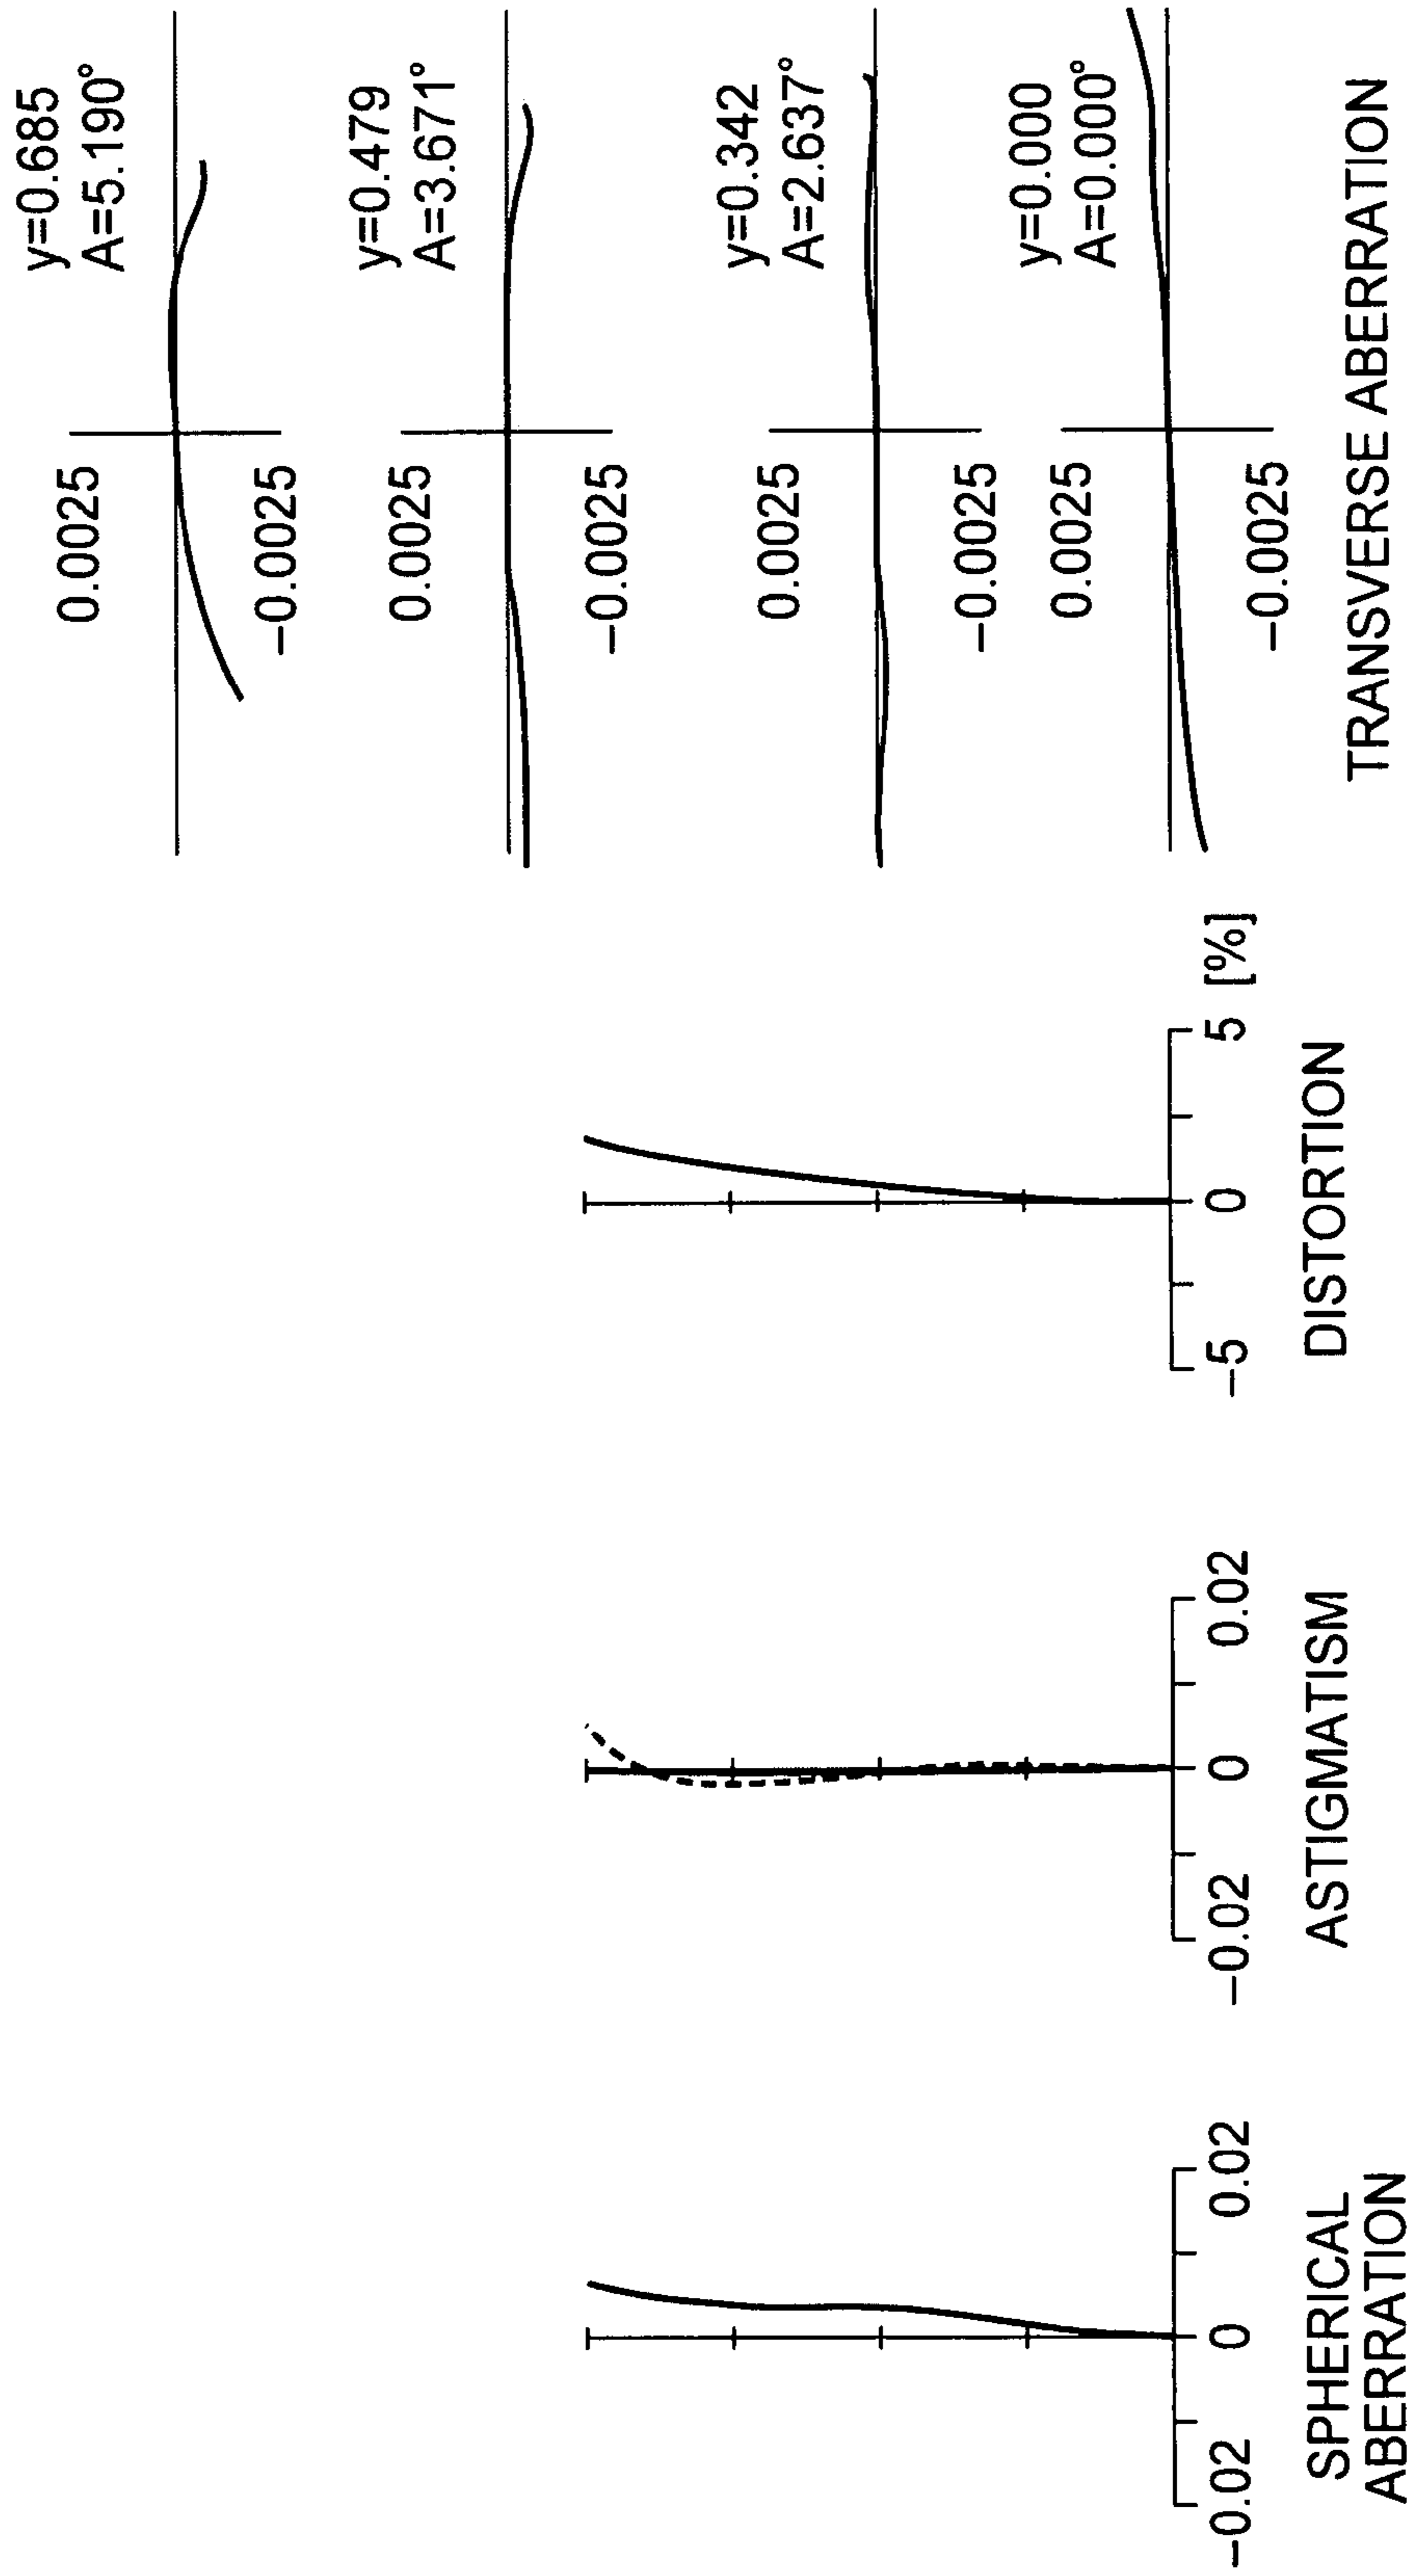 −0.02
0
0.02
SPHERICAL
ABERRATION
−0.02
0
0.02
ASTIGMATISM
−5
0
5
[%]
DISTORTION
y=0.685
A=5.190°
0.0025
−0.0025
y=0.479
A=3.671°
0.0025
−0.0025
y=0.342
A=2.637°
0.0025
−0.0025
y=0.000
A=0.000°
0.0025
−0.0025
TRANSVERSE ABERRATION